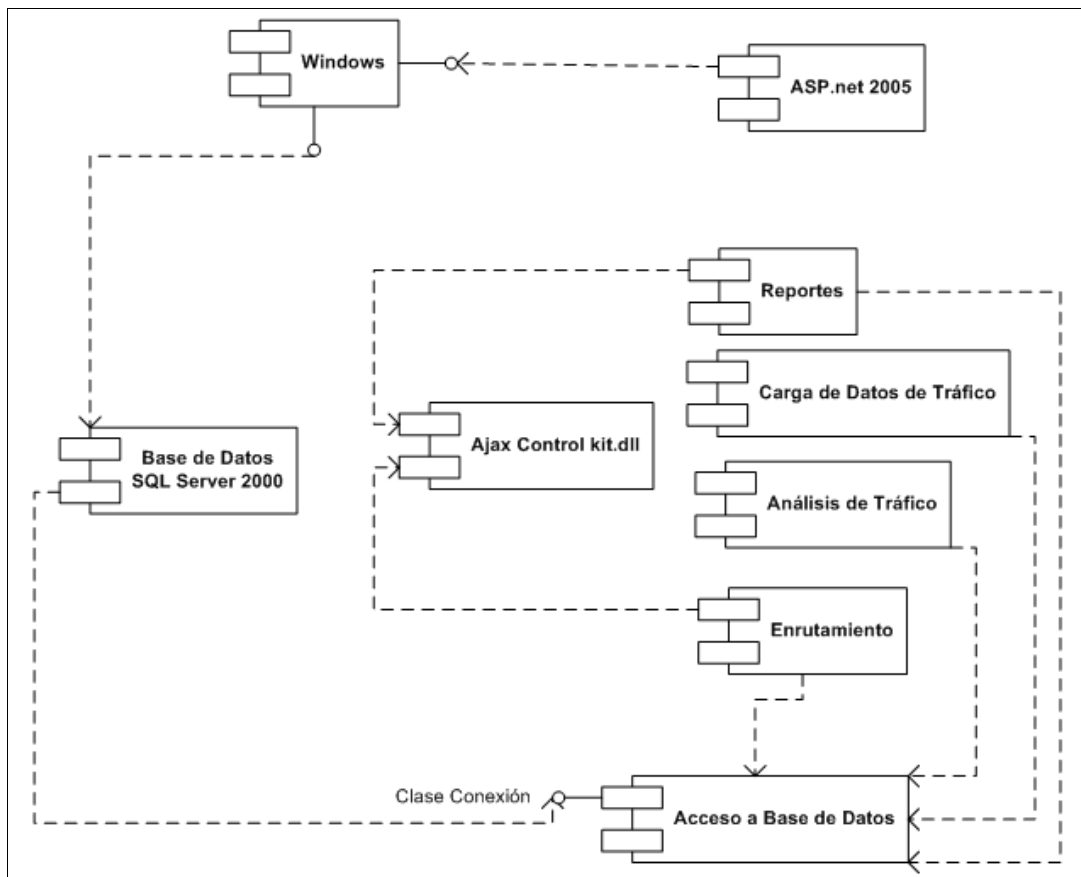 Windows
ASP.net 2005
Reportes
Carga de Datos de Tráfico
Ajax Control kit.dll
Base de Datos
SQL Server 2000
Análisis de Tráfico
Enrutamiento
Clase Conexión
Acceso a Base de Datos